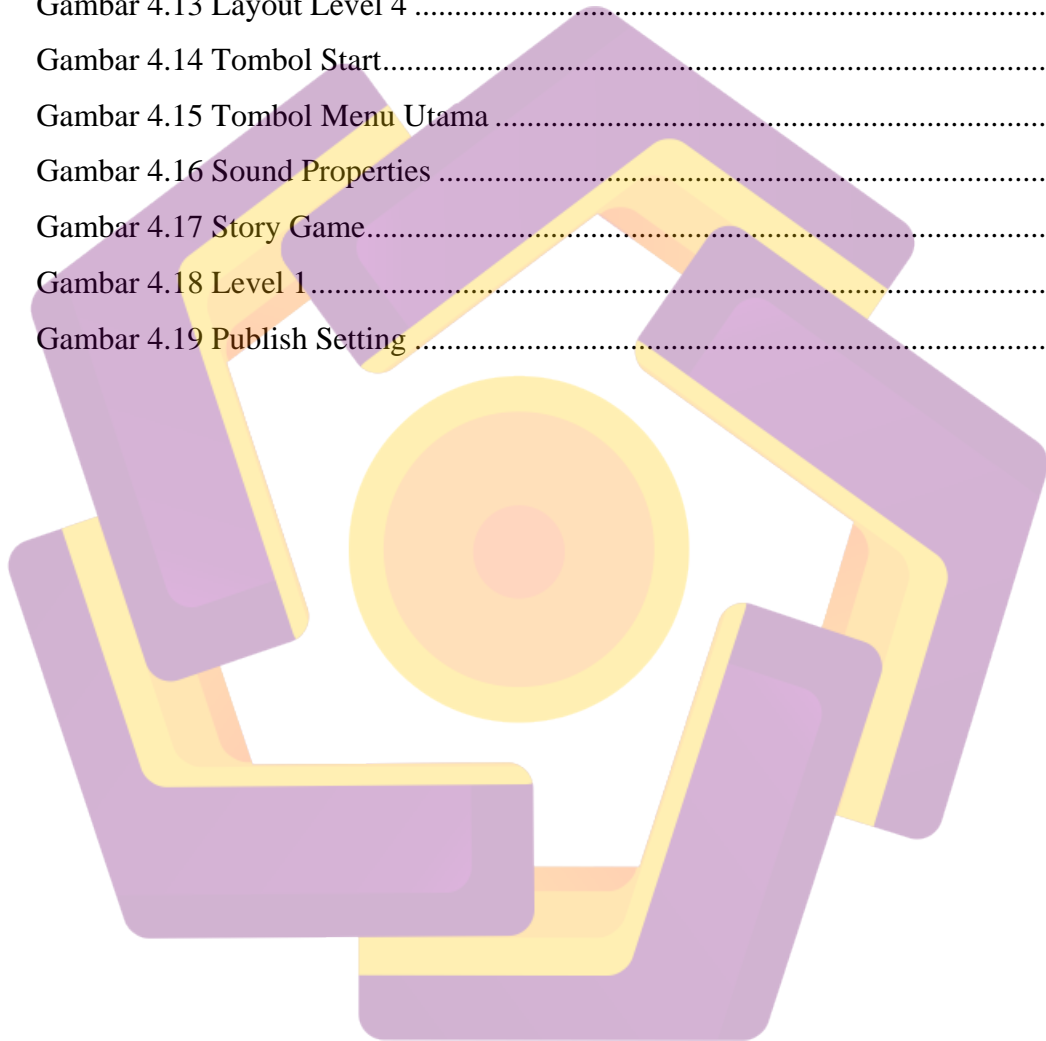 Gambar 4.13 Layout Level 4 ................................................................................
Gambar 4.14 Tombol Start....................................................................................
Gambar 4.15 Tombol Menu Utama ......................................................................
Gambar 4.16 Sound Properties .............................................................................
Gambar 4.17 Story Game......................................................................................
Gambar 4.18 Level 1.............................................................................................
Gambar 4.19 Publish Setting ................................................................................